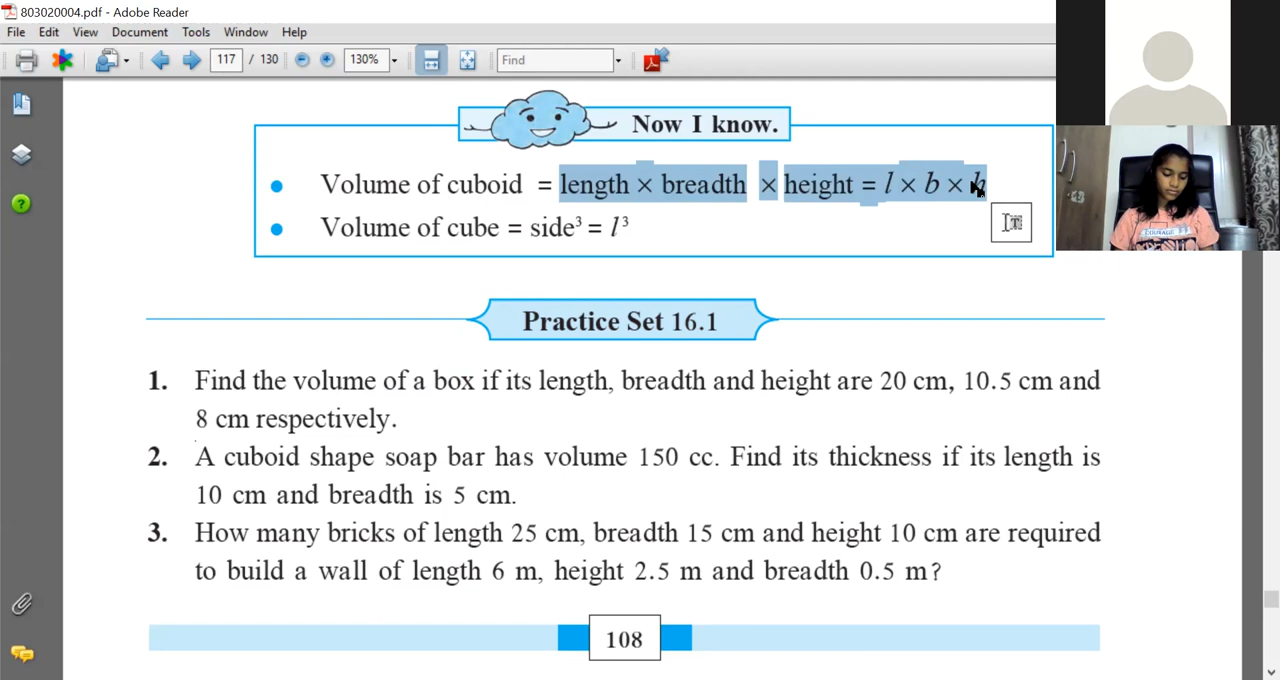 803020004.pdf - Adobe Reader
File Edit View Document Tools Window Help
117 / 130 130% Find
Now I know.
• Volume of cuboid = length × breadth × height = l × b × h
• Volume of cube = side³ = l³
Practice Set 16.1
1. Find the volume of a box if its length, breadth and height are 20 cm, 10.5 cm and
8 cm respectively.
2. A cuboid shape soap bar has volume 150 cc. Find its thickness if its length is
10 cm and breadth is 5 cm.
3. How many bricks of length 25 cm, breadth 15 cm and height 10 cm are required
to build a wall of length 6 m, height 2.5 m and breadth 0.5 m?
108
COURAGE